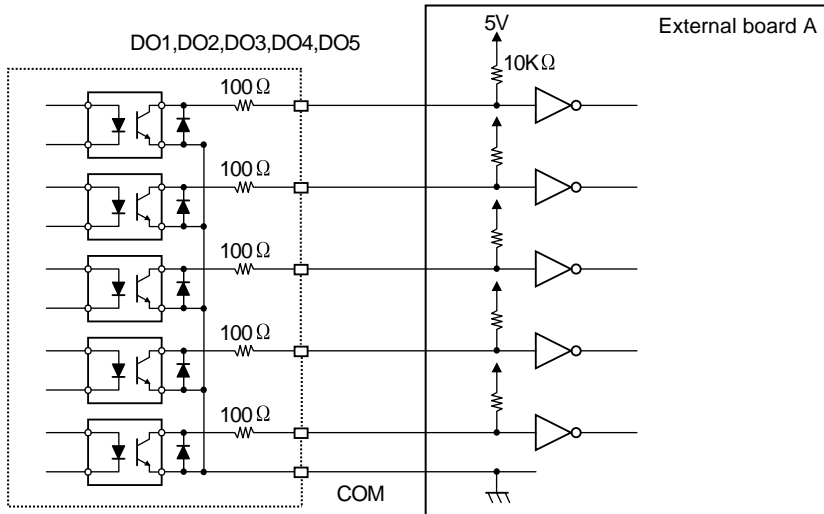 5V
External board A
DO1,DO2,DO3,DO4,DO5
10KΩ
100Ω
100Ω
100Ω
100Ω
100Ω
COM